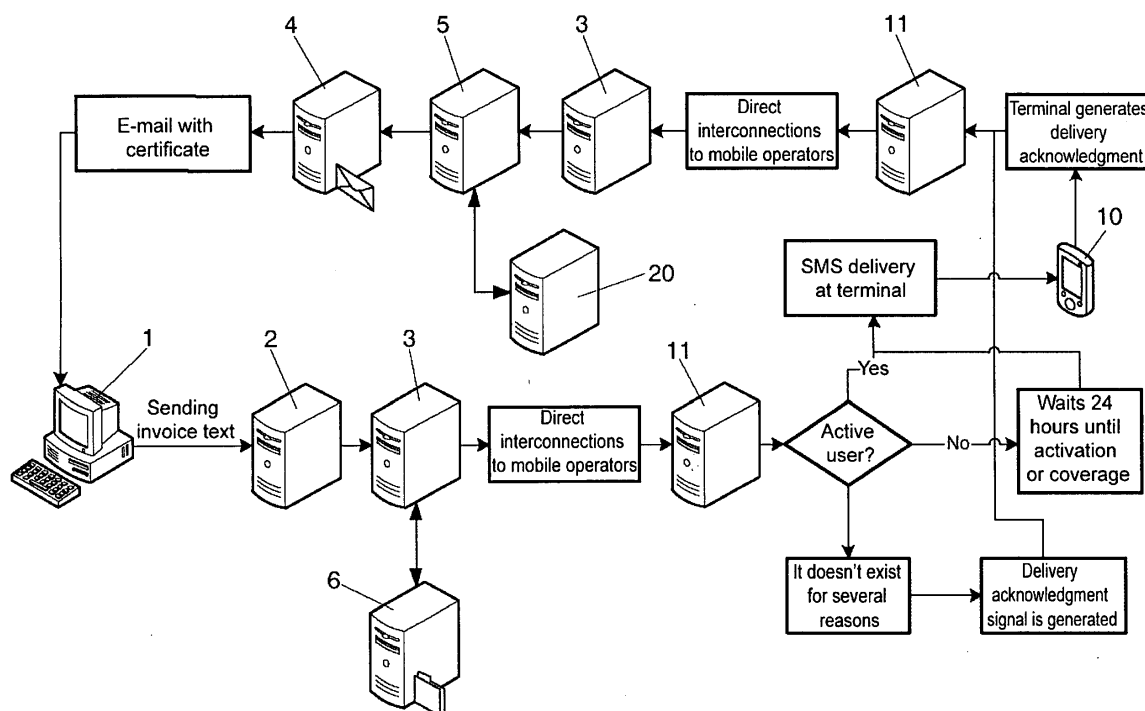 4
5
3
11
E-mail with
certificate
Direct
interconnections
to mobile operators
Terminal generates
delivery
acknowledgment
10
SMS delivery
at terminal
20
1
2
3
11
Sending
invoice text
Direct
interconnections
to mobile operators
Active
user?
Yes
No
Waits 24
hours until
activation
or coverage
6
It doesn't exist
for several
reasons
Delivery
acknowledgment
signal is generated